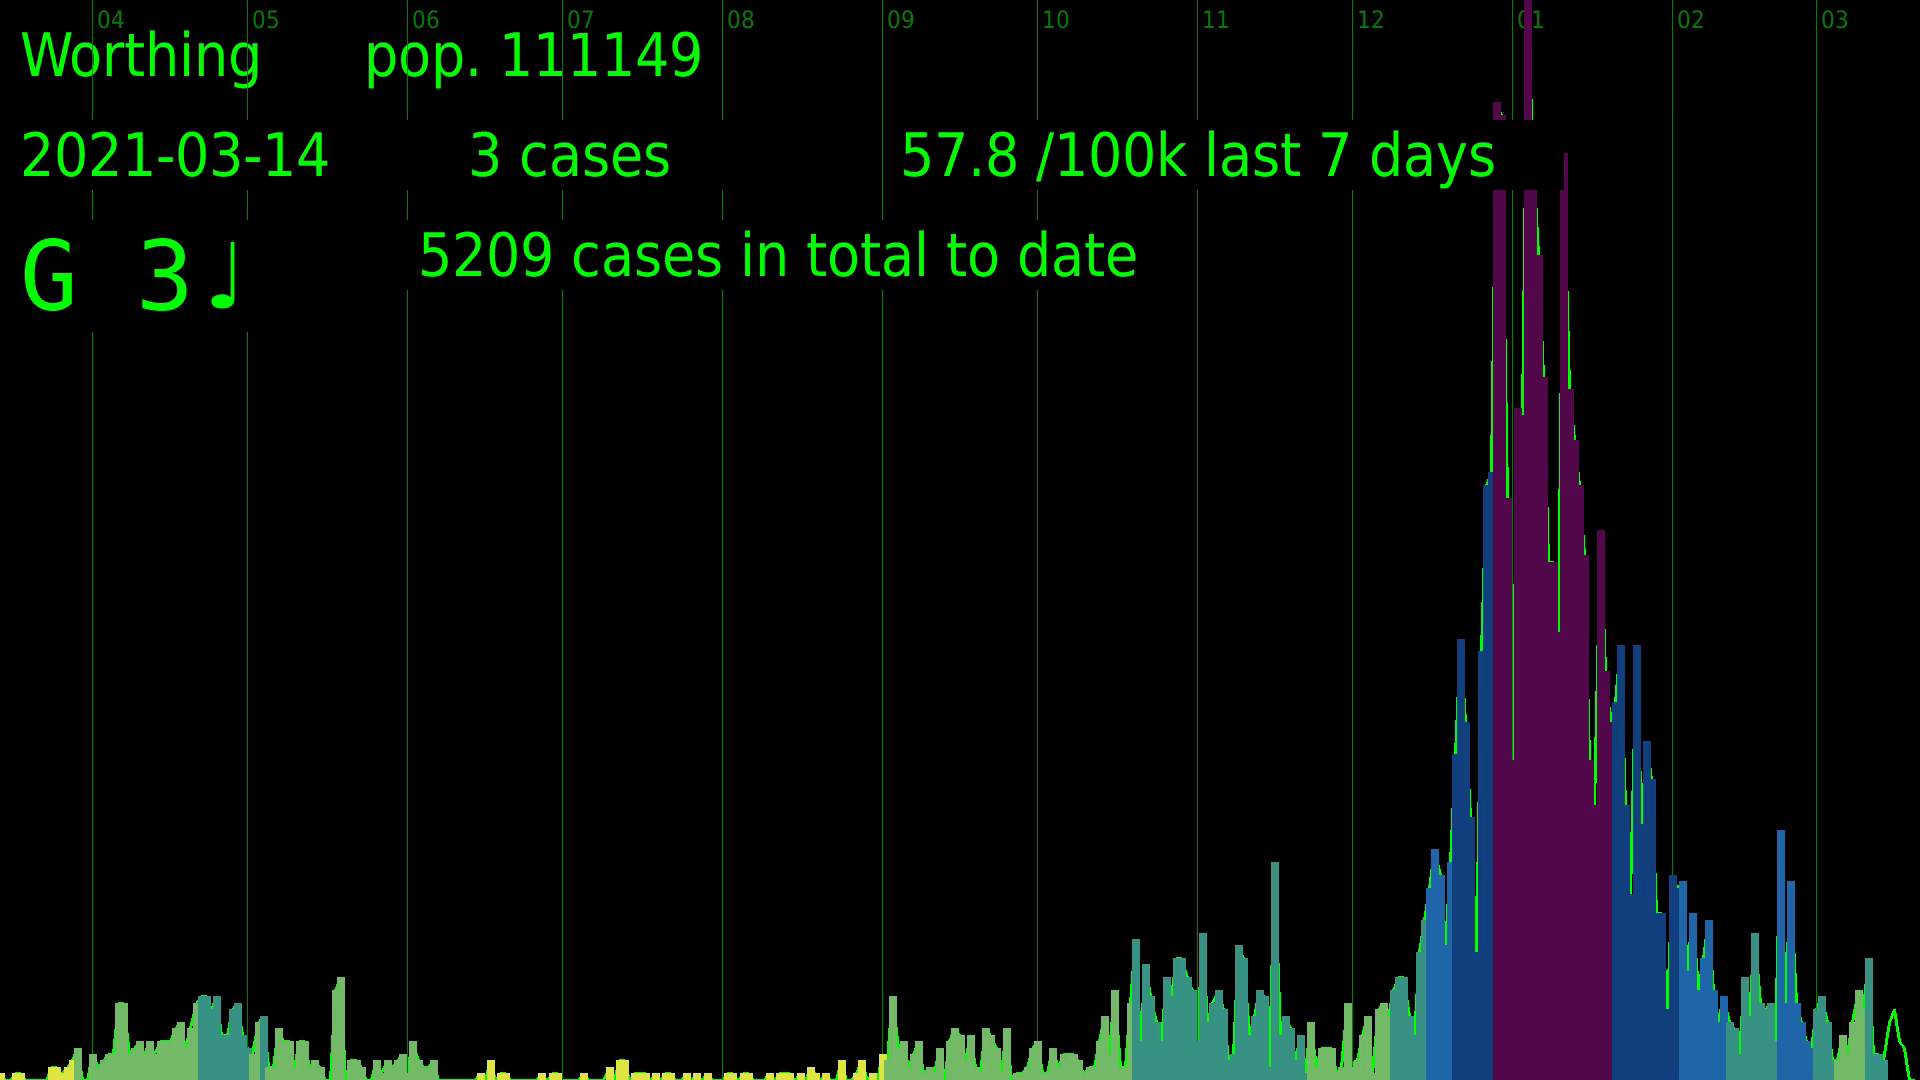 04 05 06 07 08 09 10 11 12 01 02 03
Worthing pop. 111149
2021-03-14 3 cases 57.8 /100k last 7 days
G 3♩ 5209 cases in total to date